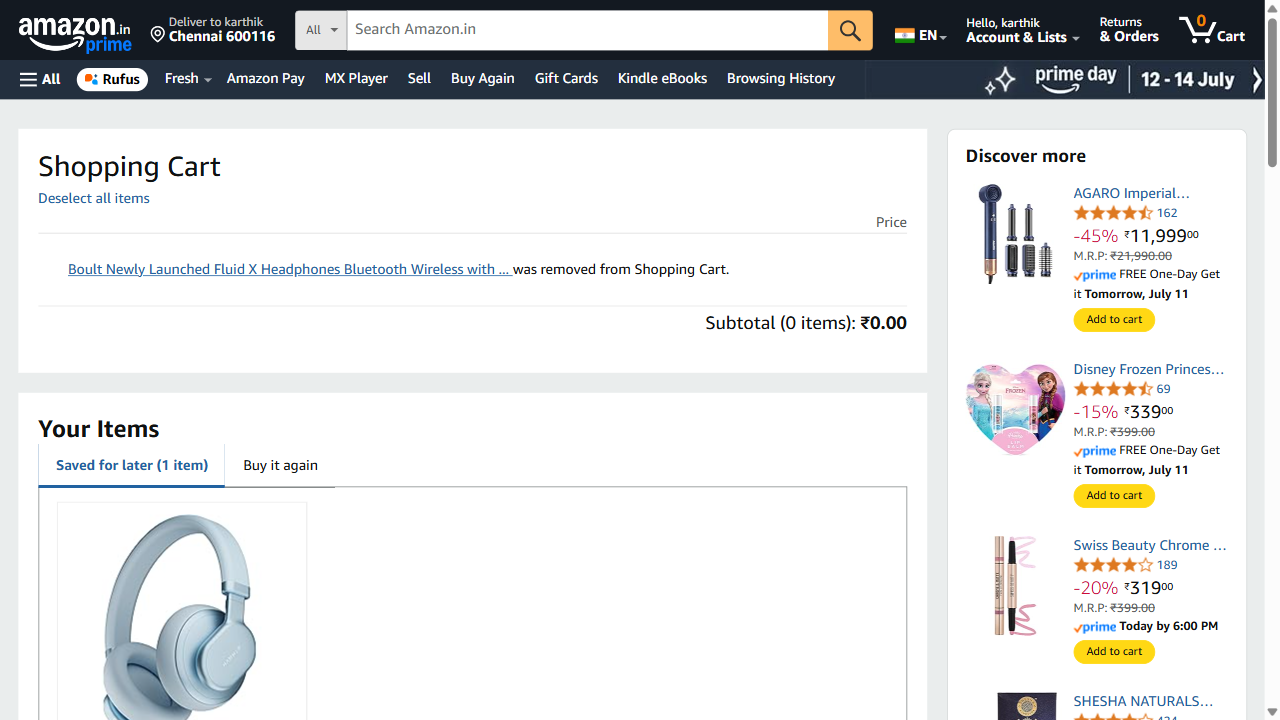 amazon.in
prime
Deliver to karthik
Chennai 600116
All
Search Amazon.in
EN
Hello, karthik
Account & Lists
Returns
& Orders
0
Cart
All
Rufus
Fresh
Amazon Pay
MX Player
Sell
Buy Again
Gift Cards
Kindle eBooks
Browsing History
prime day
12 - 14 July
Shopping Cart
Deselect all items
Price
Boult Newly Launched Fluid X Headphones Bluetooth Wireless with ... was removed from Shopping Cart.
Subtotal (0 items): ₹0.00
Your Items
Saved for later (1 item)
Buy it again
Discover more
AGARO Imperial...
162
-45% ₹11,99900
M.R.P: ₹21,990.00
prime FREE One-Day Get
it Tomorrow, July 11
Add to cart
Disney Frozen Princes...
69
-15% ₹33900
M.R.P: ₹399.00
prime FREE One-Day Get
it Tomorrow, July 11
Add to cart
Swiss Beauty Chrome ...
189
-20% ₹31900
M.R.P: ₹399.00
prime Today by 6:00 PM
Add to cart
SHESHA NATURALS...